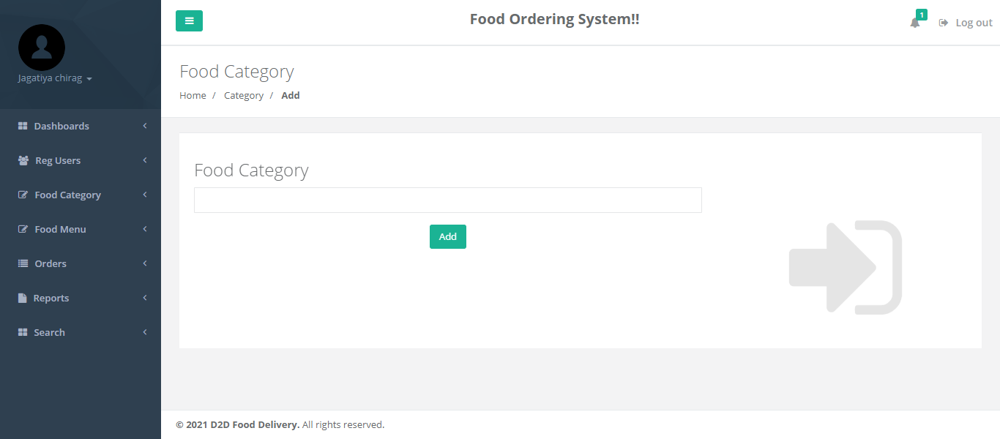 Jagatiya chirag
Dashboards
Reg Users
Food Category
Food Menu
Orders
Reports
Search
Food Ordering System!!
1
Log out
Food Category
Home / Category / Add
Food Category
Add
© 2021 D2D Food Delivery. All rights reserved.